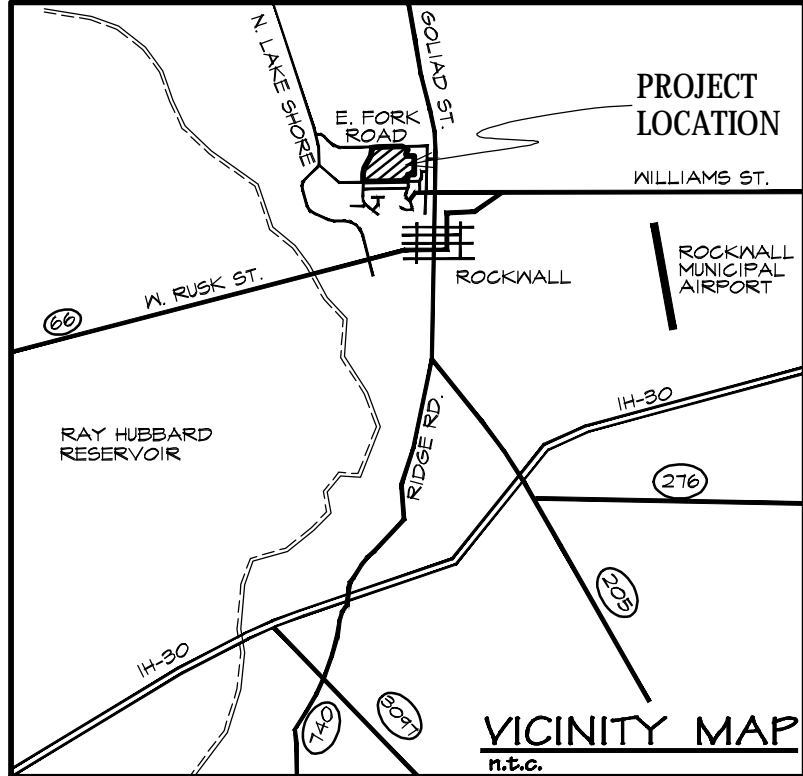 N. LAKE SHORE
GOLIAD ST.
PROJECT
LOCATION
E. FORK
ROAD
WILLIAMS ST.
ROCKWALL
MUNICIPAL
AIRPORT
ROCKWALL
W. RUSK ST.
66
IH-30
RAY HUBBARD
RESERVOIR
RIDGE RD.
276
205
IH-30
740
3097
VICINITY MAP
n.t.c.